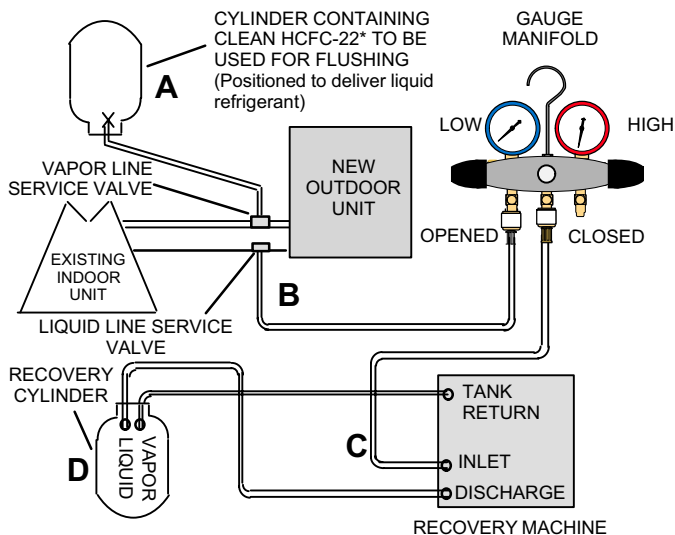 CYLINDER CONTAINING
CLEAN HCFC-22* TO BE
USED FOR FLUSHING
(Positioned to deliver liquid
refrigerant)
A
GAUGE
MANIFOLD
LOW
HIGH
VAPOR LINE
SERVICE VALVE
NEW
OUTDOOR
UNIT
OPENED
CLOSED
EXISTING
INDOOR
UNIT
B
LIQUID LINE SERVICE
VALVE
RECOVERY
CYLINDER
TANK
RETURN
C
D
LIQUID
VAPOR
INLET
DISCHARGE
RECOVERY MACHINE